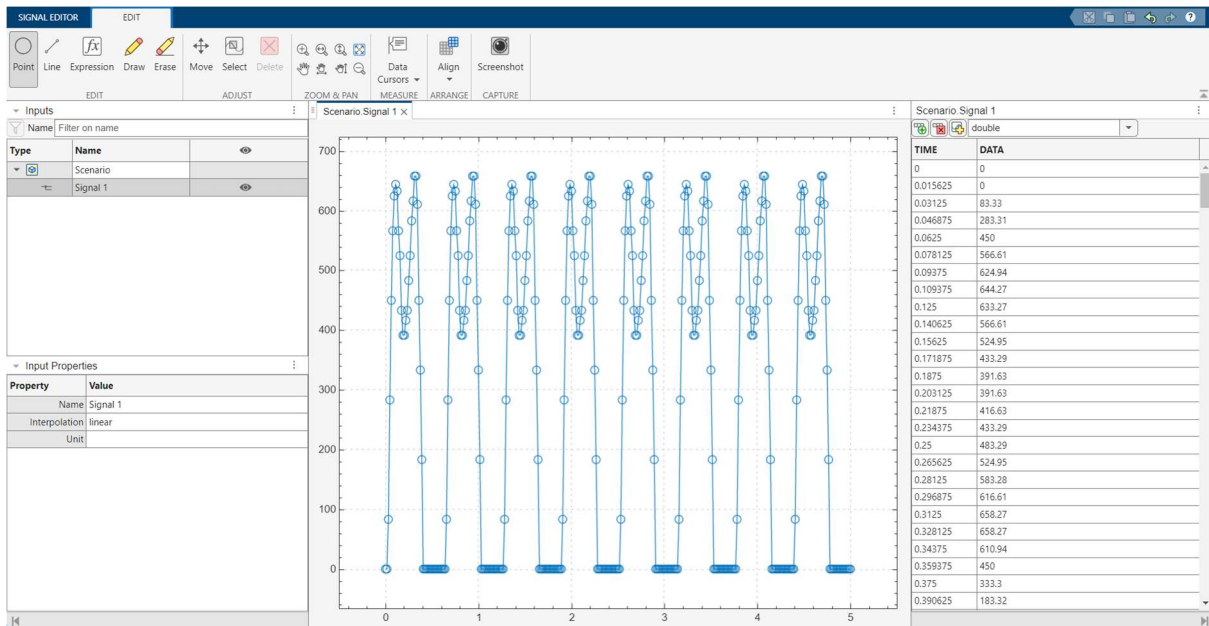 SIGNAL EDITOR EDIT
?
Point Line Expression Draw Erase Move Select Delete Data Cursors Align Screenshot
fx
EDIT ADJUST ZOOM & PAN MEASURE ARRANGE CAPTURE
Inputs
Name Filter on name
Type Name
Scenario
Signal 1
Input Properties
Property Value
Name Signal 1
Interpolation linear
Unit
Scenario.Signal 1
700
600
500
400
300
200
100
0
0 1 2 3 4 5
Scenario.Signal 1
double
TIME DATA
0 0
0.015625 0
0.03125 83.33
0.046875 283.31
0.0625 450
0.078125 566.61
0.09375 624.94
0.109375 644.27
0.125 633.27
0.140625 566.61
0.15625 524.95
0.171875 433.29
0.1875 391.63
0.203125 391.63
0.21875 416.63
0.234375 433.29
0.25 483.29
0.265625 524.95
0.28125 583.28
0.296875 616.61
0.3125 658.27
0.328125 658.27
0.34375 610.94
0.359375 450
0.375 333.3
0.390625 183.32